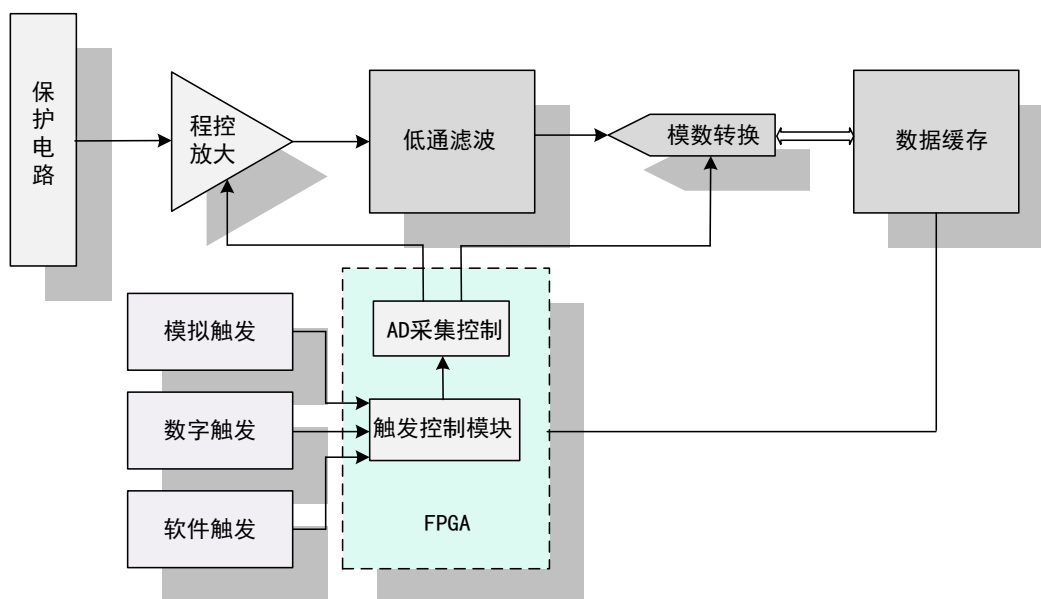 保护电路
程控
放大
低通滤波
模数转换
数据缓存
模拟触发
AD采集控制
数字触发
触发控制模块
软件触发
FPGA